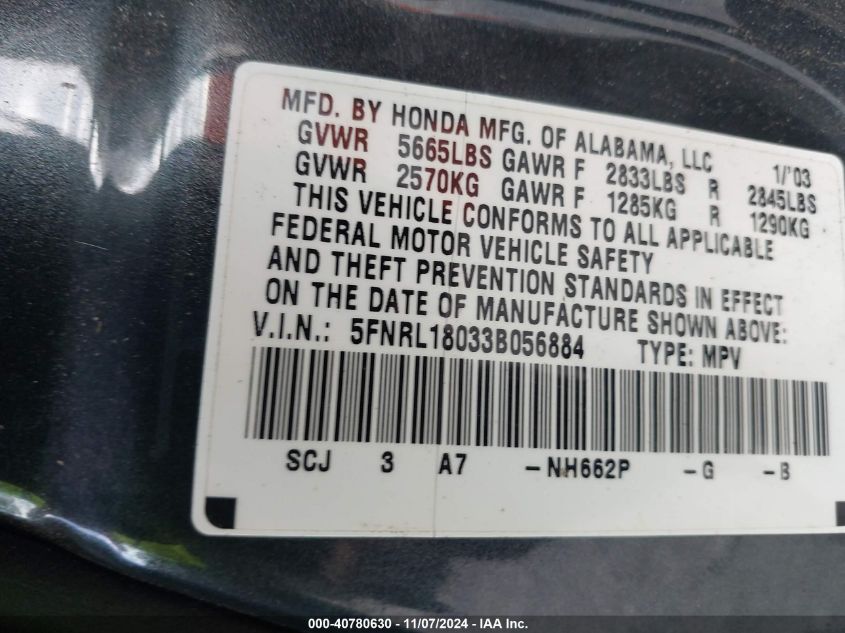 MFD. BY HONDA MFG. OF ALABAMA, LLC 1/'03
GVWR 5665LBS GAWR F 2833LBS R 2845LBS
GVWR 2570KG GAWR F 1285KG R 1290KG
THIS VEHICLE CONFORMS TO ALL APPLICABLE
FEDERAL MOTOR VEHICLE SAFETY
AND THEFT PREVENTION STANDARDS IN EFFECT
ON THE DATE OF MANUFACTURE SHOWN ABOVE:
V.I.N.: 5FNRL18033B056884 TYPE: MPV
SCJ 3 A7 -NH662P -G -B
000-40780630 - 11/07/2024 - IAA Inc.